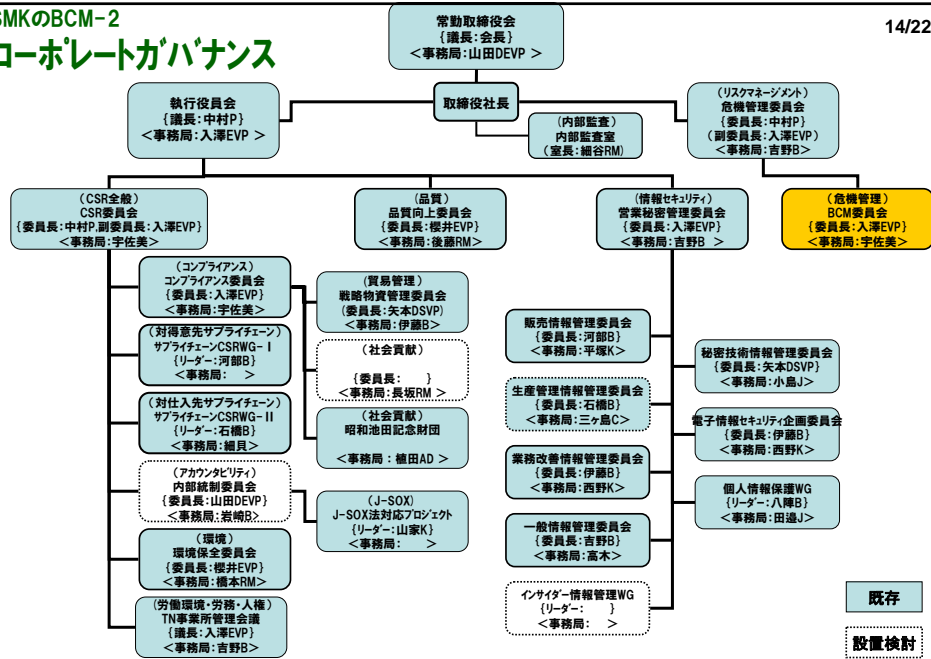 SMKのBCM-2
コーポレートガバナンス
14/22
常勤取締役会
{議長:会長}
<事務局:山田DEVP >
執行役員会
{議長:中村P}
<事務局:入澤EVP >
取締役社長
(内部監査)
内部監査室
(室長:細谷RM)
(リスクマネージメント)
危機管理委員会
{委員長:中村P}
(副委員長:入澤EVP)
<事務局:吉野B>
(CSR全般)
CSR委員会
{委員長:中村P,副委員長:入澤EVP}
<事務局:宇佐美>
(品質)
品質向上委員会
{委員長:櫻井EVP}
<事務局:後藤RM>
(情報セキュリティ)
営業秘密管理委員会
{委員長:入澤EVP}
<事務局:吉野B >
(危機管理)
BCM委員会
{委員長:入澤EVP}
<事務局:宇佐美>
(コンプライアンス)
コンプライアンス委員会
{委員長:入澤EVP}
<事務局:宇佐美>
(対得意先サプライチェーン)
サプライチェーンCSRWG-I
{リーダー:河部B}
<事務局: >
(対仕入先サプライチェーン)
サプライチェーンCSRWG-II
{リーダー:石橋B}
<事務局:細貝>
(アカウンタビリティ)
内部統制委員会
{委員長:山田DEVP}
<事務局:岩崎B>
(環境)
環境保全委員会
{委員長:櫻井EVP}
<事務局:橋本RM>
(労働環境・労務・人権)
TN事業所管理会議
{議長:入澤EVP}
<事務局:吉野B>
(貿易管理)
戦略物資管理委員会
(委員長:矢本DSVP)
<事務局:伊藤B>
(社会貢献)
{委員長: }
<事務局:長坂RM >
(社会貢献)
昭和池田記念財団
<事務局:植田AD >
(J-SOX)
J-SOX法対応プロジェクト
{リーダー:山家K}
<事務局: >
販売情報管理委員会
{委員長:河部B}
<事務局:平塚K>
生産管理情報管理委員会
{委員長:石橋B}
<事務局:三ヶ島C>
業務改善情報管理委員会
{委員長:伊藤B}
<事務局:西野K>
一般情報管理委員会
{委員長:吉野B}
<事務局:高木>
インサイダー情報管理WG
{リーダー: }
<事務局: >
秘密技術情報管理委員会
{委員長:矢本DSVP}
<事務局:小島J>
電子情報セキュリティ企画委員会
{委員長:伊藤B}
<事務局:西野K>
個人情報保護WG
{リーダー:八陣B}
<事務局:田邉J>
既存
設置検討